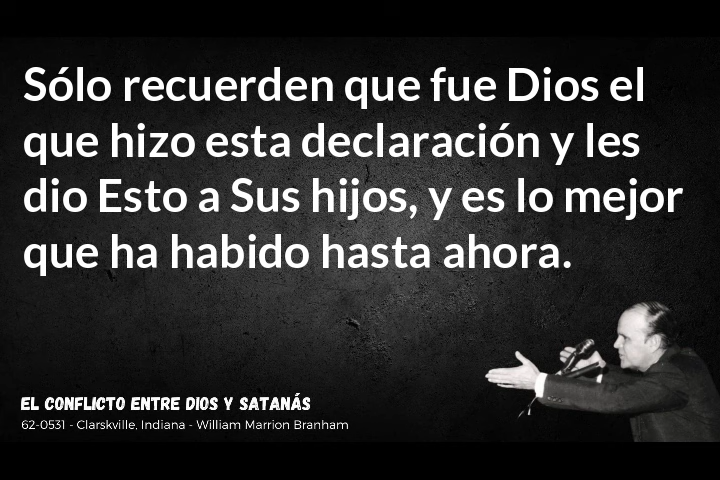 Sólo recuerden que fue Dios el
que hizo esta declaración y les
dio Esto a Sus hijos, y es lo mejor
que ha habido hasta ahora.
EL CONFLICTO ENTRE DIOS Y SATANÁS
62-0531 - Clarskville, Indiana - William Marrion Branham